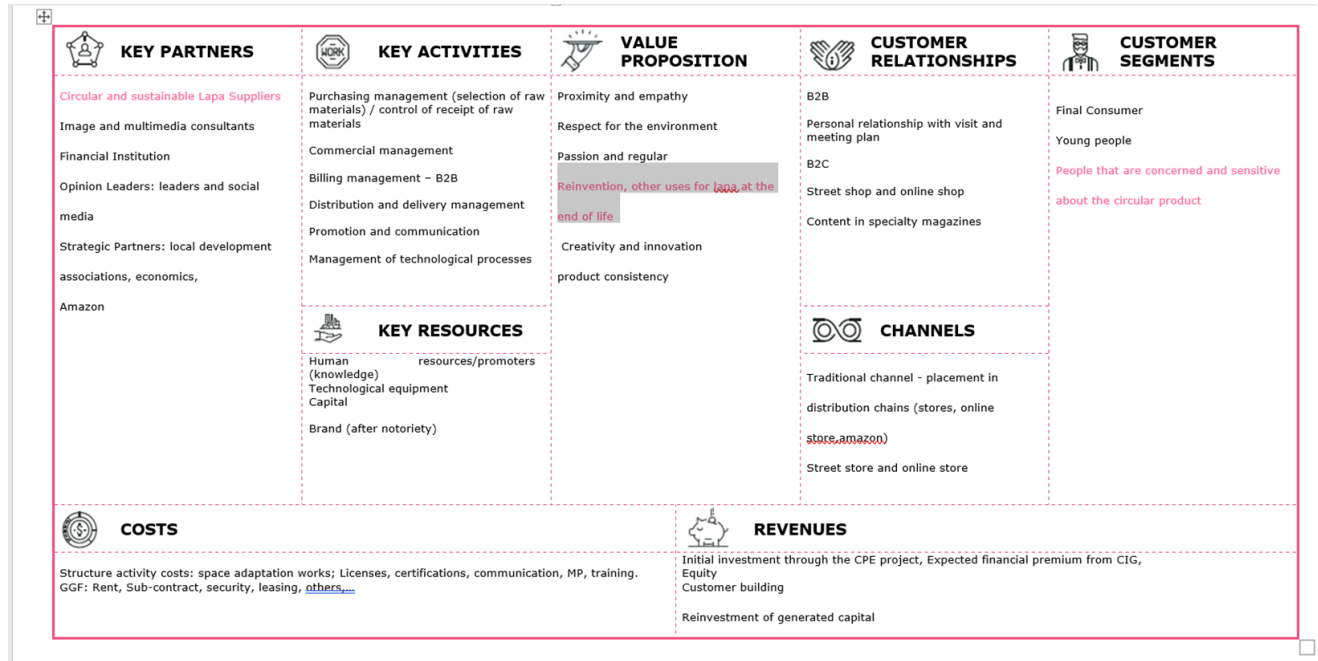 KEY PARTNERS
Circular and sustainable Lapa Suppliers
Image and multimedia consultants
Financial Institution
Opinion Leaders: leaders and social
media
Strategic Partners: local development
associations, economics,
Amazon
WORK
KEY ACTIVITIES
Purchasing management (selection of raw
materials) / control of receipt of raw
materials
Commercial management
Billing management – B2B
Distribution and delivery management
Promotion and communication
Management of technological processes
KEY RESOURCES
Human resources/promoters
(knowledge)
Technological equipment
Capital
Brand (after notoriety)
VALUE
PROPOSITION
Proximity and empathy
Respect for the environment
Passion and regular
Reinvention, other uses for lapa at the
end of life
Creativity and innovation
product consistency
CUSTOMER
RELATIONSHIPS
B2B
Personal relationship with visit and
meeting plan
B2C
Street shop and online shop
Content in specialty magazines
CHANNELS
Traditional channel - placement in
distribution chains (stores, online
store,amazon)
Street store and online store
CUSTOMER
SEGMENTS
Final Consumer
Young people
People that are concerned and sensitive
about the circular product
COSTS
Structure activity costs: space adaptation works; Licenses, certifications, communication, MP, training.
GGF: Rent, Sub-contract, security, leasing, others,...
REVENUES
Initial investment through the CPE project, Expected financial premium from CIG,
Equity
Customer building
Reinvestment of generated capital